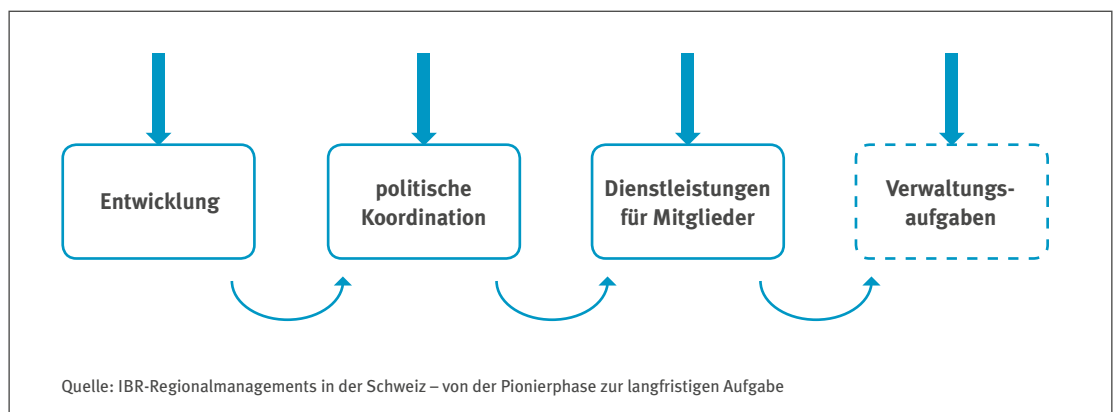 Entwicklung
politische
Koordination
Dienstleistungen
für Mitglieder
Verwaltungs-
aufgaben
Quelle: IBR-Regionalmanagements in der Schweiz – von der Pionierphase zur langfristigen Aufgabe